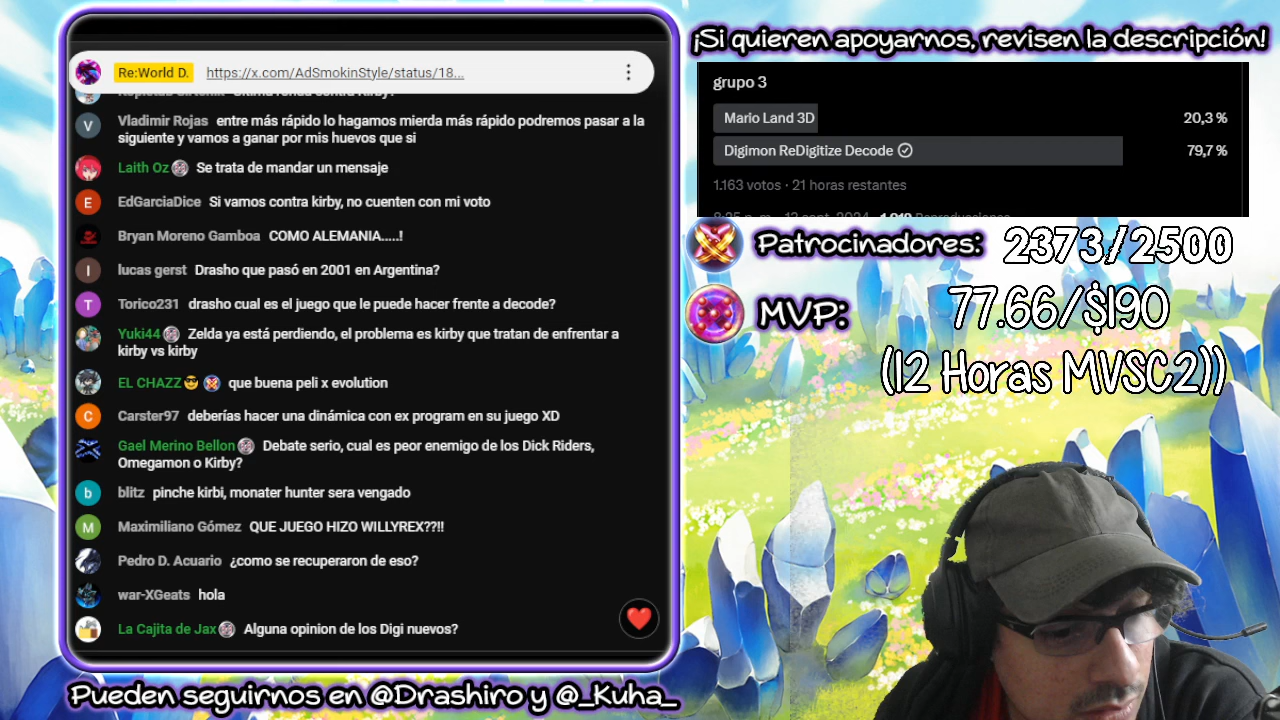 ¡Si quieren apoyarnos, revisen la descripción!
Re:World D. https://x.com/AdSmokinStyle/status/18...
Vladimir Rojas entre más rápido lo hagamos mierda más rápido podremos pasar a la
siguiente y vamos a ganar por mis huevos que si
Laith Oz Se trata de mandar un mensaje
EdGarciaDice Si vamos contra kirby, no cuenten con mi voto
Bryan Moreno Gamboa COMO ALEMANIA.....!
lucas gerst Drasho que pasó en 2001 en Argentina?
Torico231 drasho cual es el juego que le puede hacer frente a decode?
Yuki44 Zelda ya está perdiendo, el problema es kirby que tratan de enfrentar a
kirby vs kirby
EL CHAZZ😎 que buena peli x evolution
Carster97 deberías hacer una dinámica con ex program en su juego XD
Gael Merino Bellon Debate serio, cual es peor enemigo de los Dick Riders,
Omegamon o Kirby?
blitz pinche kirbi, monater hunter sera vengado
Maximiliano Gómez QUE JUEGO HIZO WILLYREX??!!
Pedro D. Acuario ¿como se recuperaron de eso?
war-XGeats hola
La Cajita de Jax Alguna opinion de los Digi nuevos?
grupo 3
Mario Land 3D 20,3 %
Digimon ReDigitize Decode 79,7 %
1.163 votos · 21 horas restantes
Patrocinadores: 2373/2500
MVP: 77.66/$190
(12 Horas MVSC2))
Pueden seguirnos en @Drashiro y @_Kuha_
V
E
I
T
C
b
M